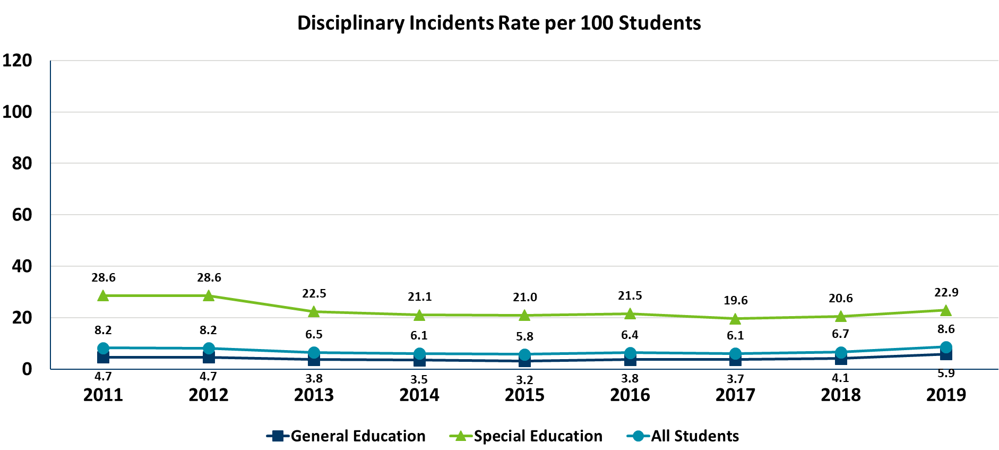 Disciplinary Incidents Rate per 100 Students
120
100
80
60
40
20
0
28.6 28.6 22.5 21.1 21.0 21.5 19.6 20.6 22.9
8.2 8.2 6.5 6.1 5.8 6.4 6.1 6.7 8.6
4.7 4.7 3.8 3.5 3.2 3.8 3.7 4.1 5.9
2011 2012 2013 2014 2015 2016 2017 2018 2019
General Education Special Education All Students